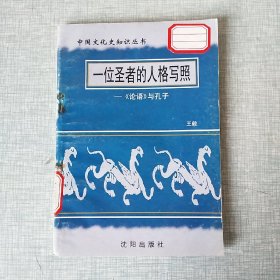 中国文化史知识丛书
一位圣者的人格写照
——《论语》与孔子
王毅
沈阳出版社